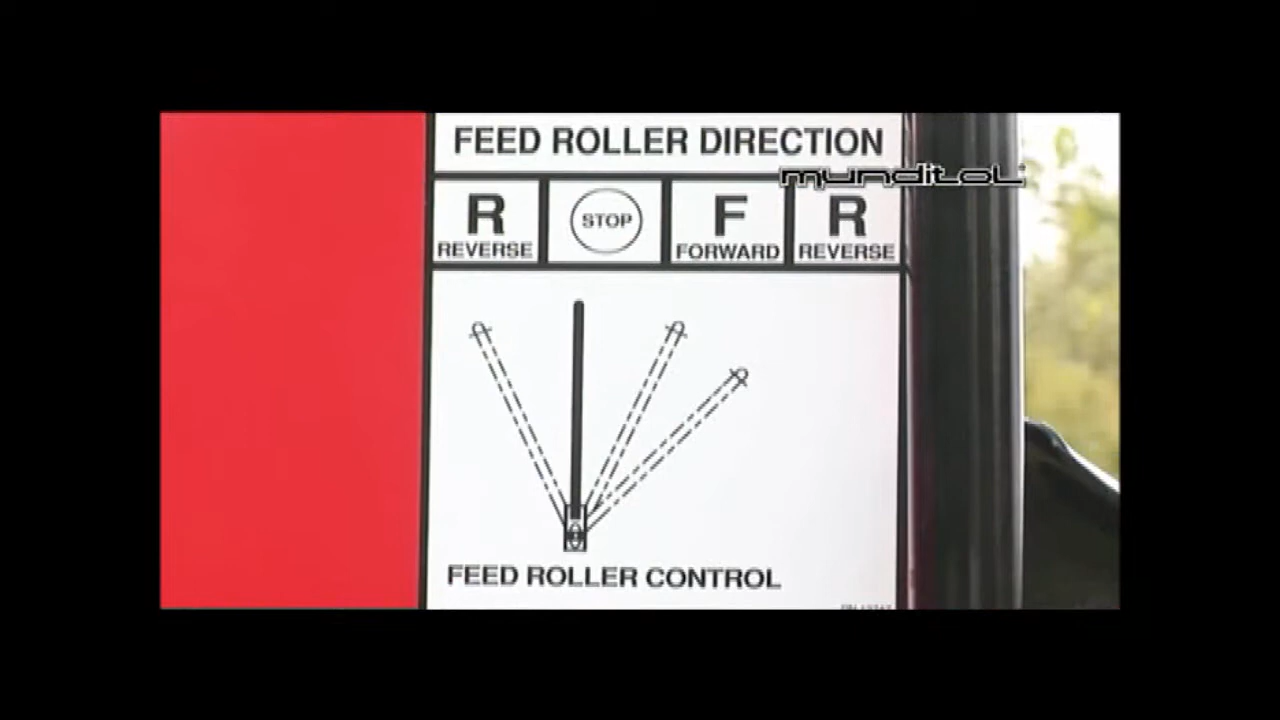 FEED ROLLER DIRECTION
munditol
R STOP F R
REVERSE FORWARD REVERSE
FEED ROLLER CONTROL